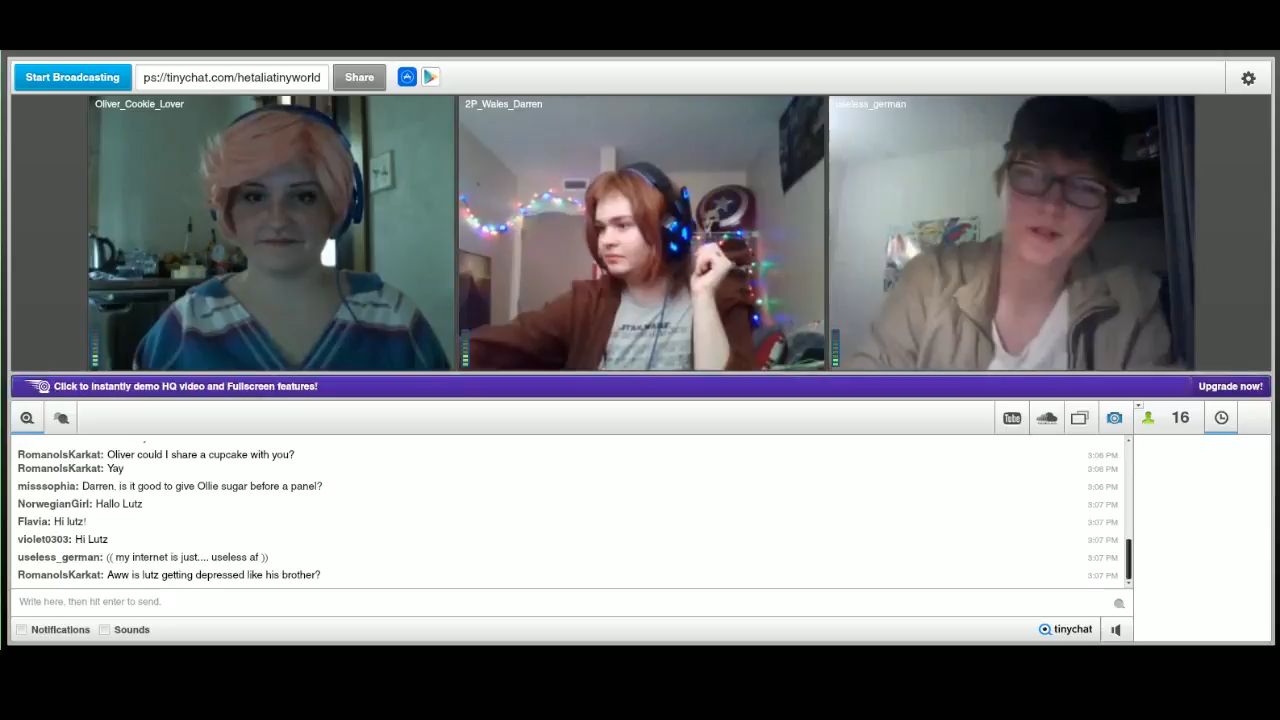 Start Broadcasting
ps://tinychat.com/hetaliatinyworld
Share
Oliver_Cookie_Lover
2P_Wales_Darren
useless_german
STAR WARS
Click to instantly demo HQ video and Fullscreen features!
Upgrade now!
You Tube
16
RomanoIsKarkat: Oliver could I share a cupcake with you?
3:06 PM
RomanoIsKarkat: Yay
3:06 PM
misssophia: Darren. is it good to give Ollie sugar before a panel?
3:06 PM
NorwegianGirl: Hallo Lutz
3:07 PM
Flavia: Hi lutz!
3:07 PM
violet0303: Hi Lutz
3:07 PM
useless_german: (( my internet is just.... useless af ))
3:07 PM
RomanoIsKarkat: Aww is lutz getting depressed like his brother?
3:07 PM
Write here, then hit enter to send.
Notifications
Sounds
tinychat